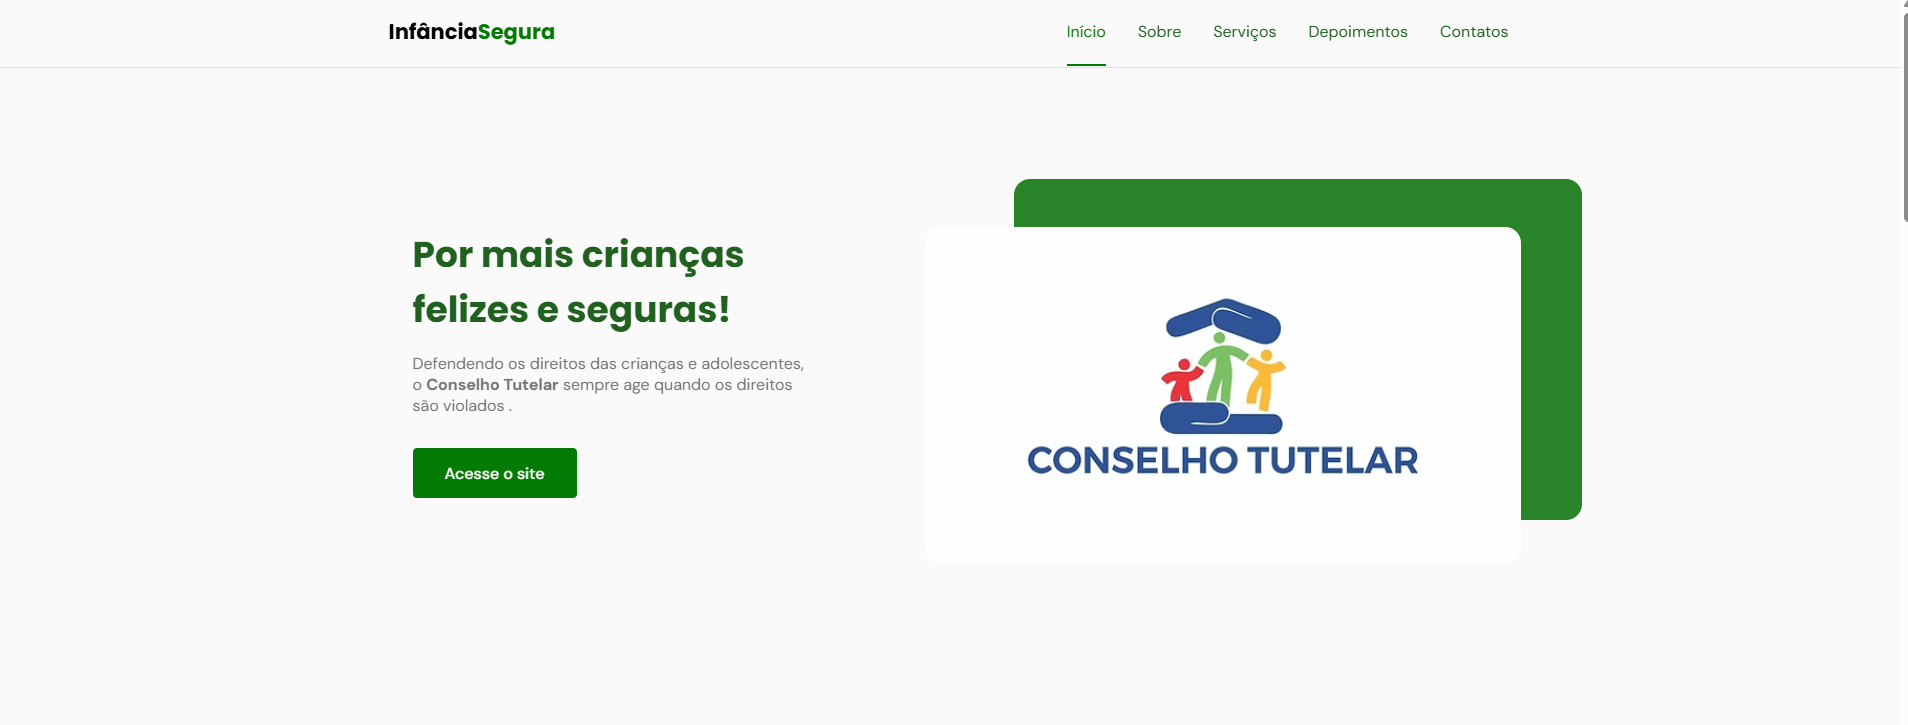 InfânciaSegura
Início Sobre Serviços Depoimentos Contatos
Por mais crianças
felizes e seguras!
Defendendo os direitos das crianças e adolescentes,
o Conselho Tutelar sempre age quando os direitos
são violados .
Acesse o site
CONSELHO TUTELAR